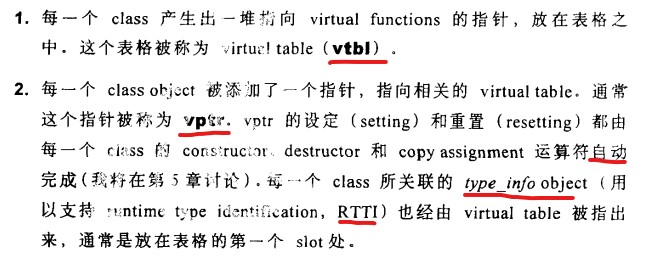 1. 每一个 class 产生出一堆指向 virtual functions 的指针，放在表格之
中。这个表格被称为 virtual table（vtbl）。
2. 每一个 class object 被添加了一个指针，指向相关的 virtual table。通常
这个指针被称为 vptr。vptr 的设定（setting）和重置（resetting）都由
每一个 class 的 constructor、destructor 和 copy assignment 运算符自动
完成（我将在第 5 章讨论）。每一个 class 所关联的 type_info object（用
以支持 runtime type identification，RTTI）也经由 virtual table 被指出
来，通常是放在表格的第一个 slot 处。